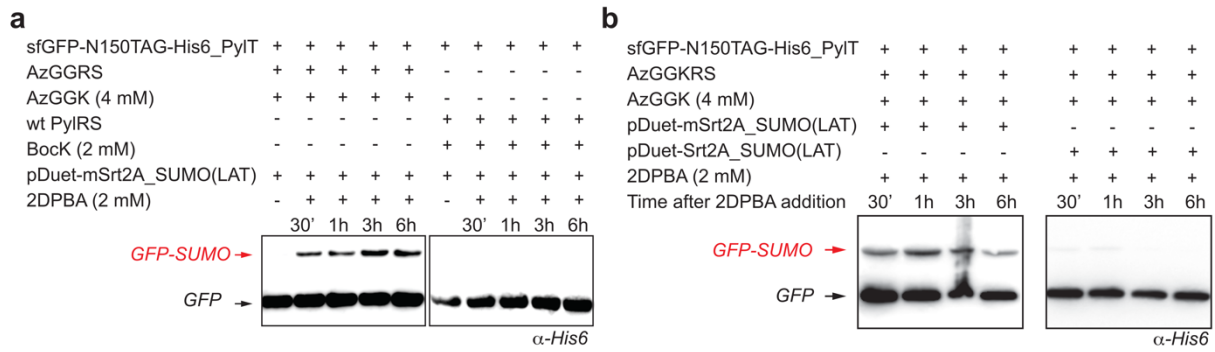 a
sfGFP-N150TAG-His6_PylT + + + + + + + + + +
AzGGRS + + + + + - - - - -
AzGGK (4 mM) + + + + + - - - - -
wt PylRS - - - - - + + + + +
BocK (2 mM) - - - - - + + + + +
pDuet-mSrt2A_SUMO(LAT) + + + + + + + + + +
2DPBA (2 mM) - + + + + - + + + +
30' 1h 3h 6h 30' 1h 3h 6h
GFP-SUMO
GFP
α-His6
b
sfGFP-N150TAG-His6_PylT + + + + + + + +
AzGGKRS + + + + + + + +
AzGGK (4 mM) + + + + + + + +
pDuet-mSrt2A_SUMO(LAT) + + + + - - - -
pDuet-Srt2A_SUMO(LAT) - - - - + + + +
2DPBA (2 mM) + + + + + + + +
Time after 2DPBA addition 30' 1h 3h 6h 30' 1h 3h 6h
GFP-SUMO
GFP
α-His6